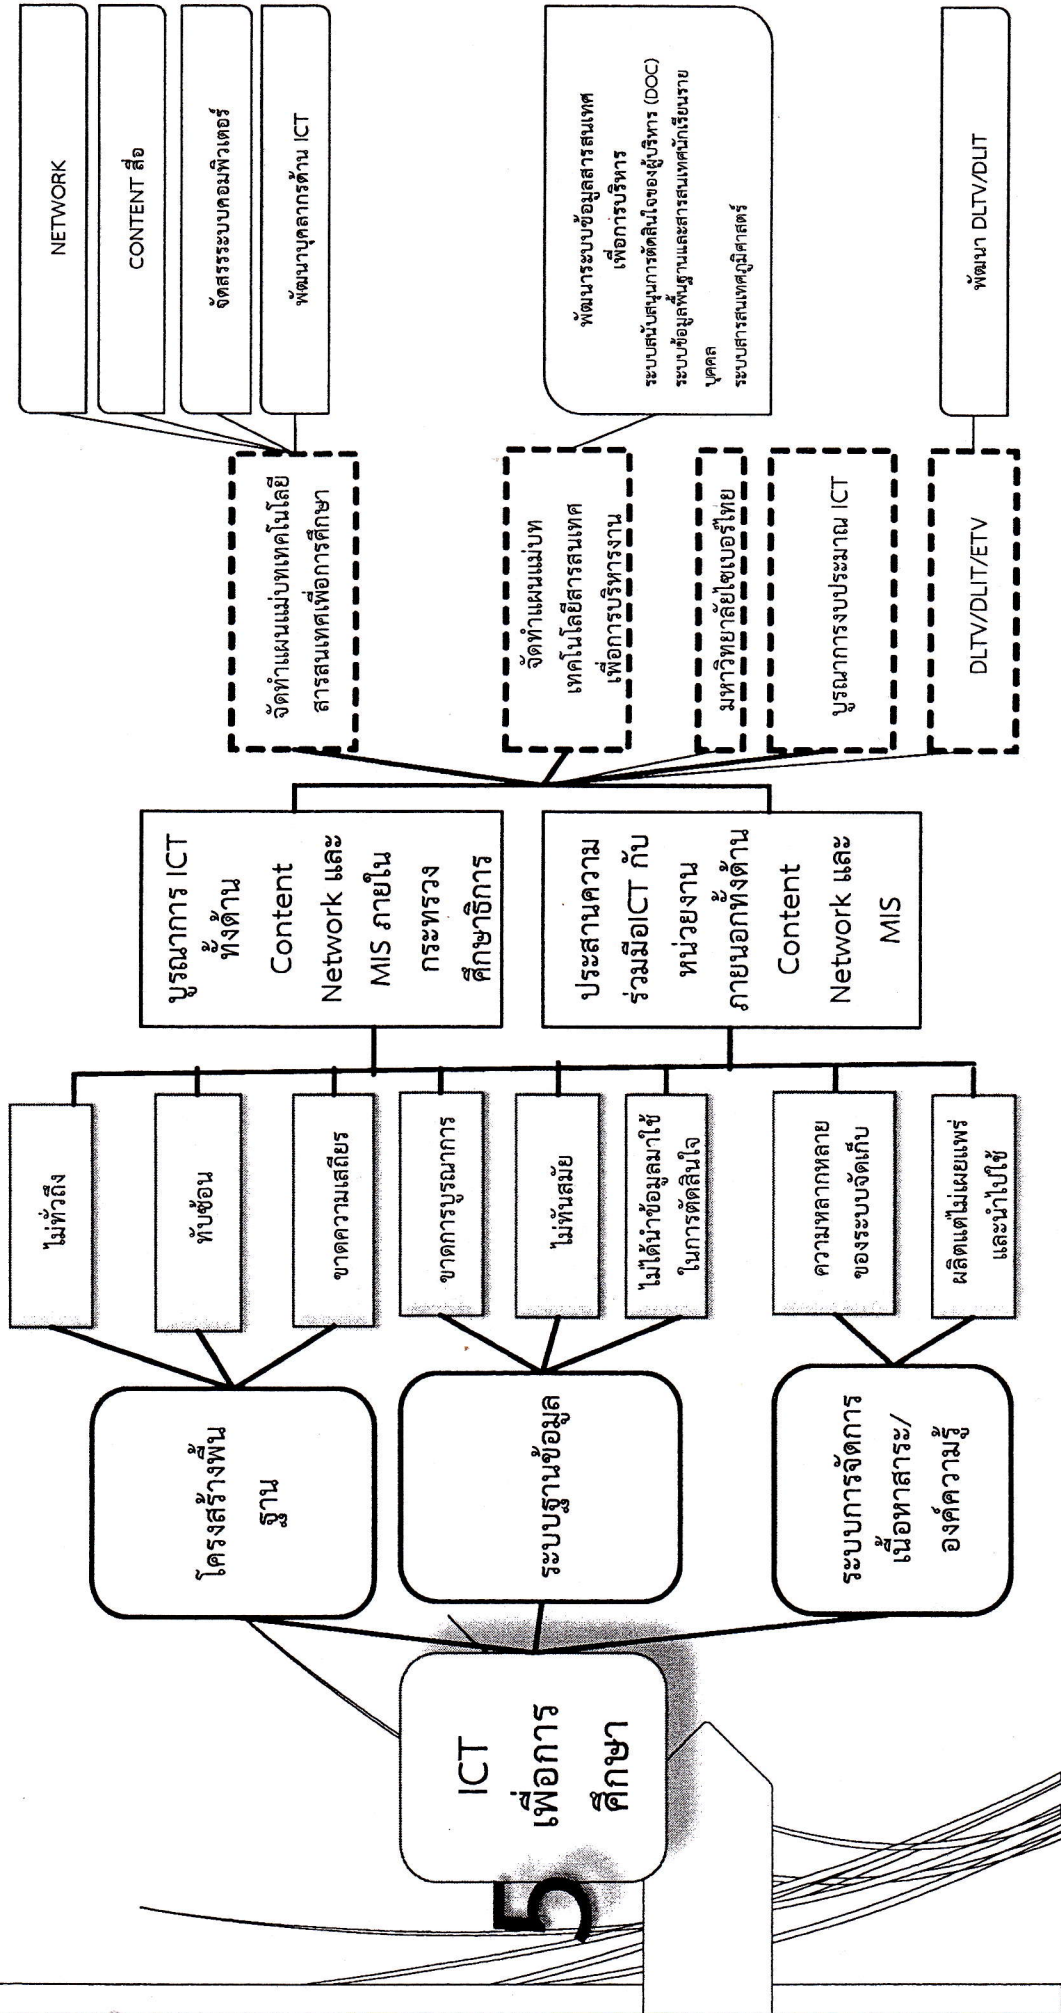 5
ICT
เพื่อการ
ศึกษา
โครงสร้างพื้น
ฐาน
ระบบฐานข้อมูล
ระบบการจัดการ
เนื้อหาสาระ/
องค์ความรู้
ไม่ทั่วถึง
ทับซ้อน
ขาดความเสถียร
ขาดการบูรณาการ
ไม่ทันสมัย
ไม่ได้นำข้อมูลมาใช้
ในการตัดสินใจ
ความหลากหลาย
ของระบบจัดเก็บ
ผลิตแต่ไม่เผยแพร่
และนำไปใช้
บูรณาการ ICT
ทั้งด้าน
Content
Network และ
MIS ภายใน
กระทรวง
ศึกษาธิการ
ประสานความ
ร่วมมือICT กับ
หน่วยงาน
ภายนอกทั้งด้าน
Content
Network และ
MIS
จัดทำแผนแม่บทเทคโนโลยี
สารสนเทศเพื่อการศึกษา
จัดทำแผนแม่บท
เทคโนโลยีสารสนเทศ
เพื่อการบริหารงาน
มหาวิทยาลัยไซเบอร์ไทย
บูรณาการงบประมาณ ICT
DLTV/DLIT/ETV
NETWORK
CONTENT สื่อ
จัดสรรระบบคอมพิวเตอร์
พัฒนาบุคลากรด้าน ICT
พัฒนาระบบข้อมูลสารสนเทศ
เพื่อการบริหาร
ระบบสนับสนุนการตัดสินใจของผู้บริหาร (DOC)
ระบบข้อมูลพื้นฐานและสารสนเทศนักเรียนราย
บุคคล
ระบบสารสนเทศภูมิศาสตร์
พัฒนา DLTV/DLIT